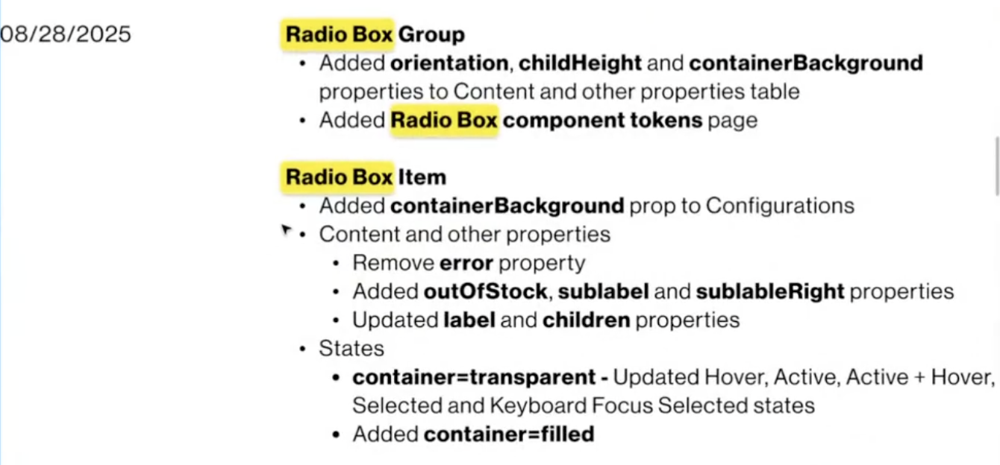 08/28/2025
Radio Box Group
• Added orientation, childHeight and containerBackground
properties to Content and other properties table
• Added Radio Box component tokens page
Radio Box Item
• Added containerBackground prop to Configurations
• Content and other properties
• Remove error property
• Added outOfStock, sublabel and sublableRight properties
• Updated label and children properties
• States
• container=transparent - Updated Hover, Active, Active + Hover,
Selected and Keyboard Focus Selected states
• Added container=filled